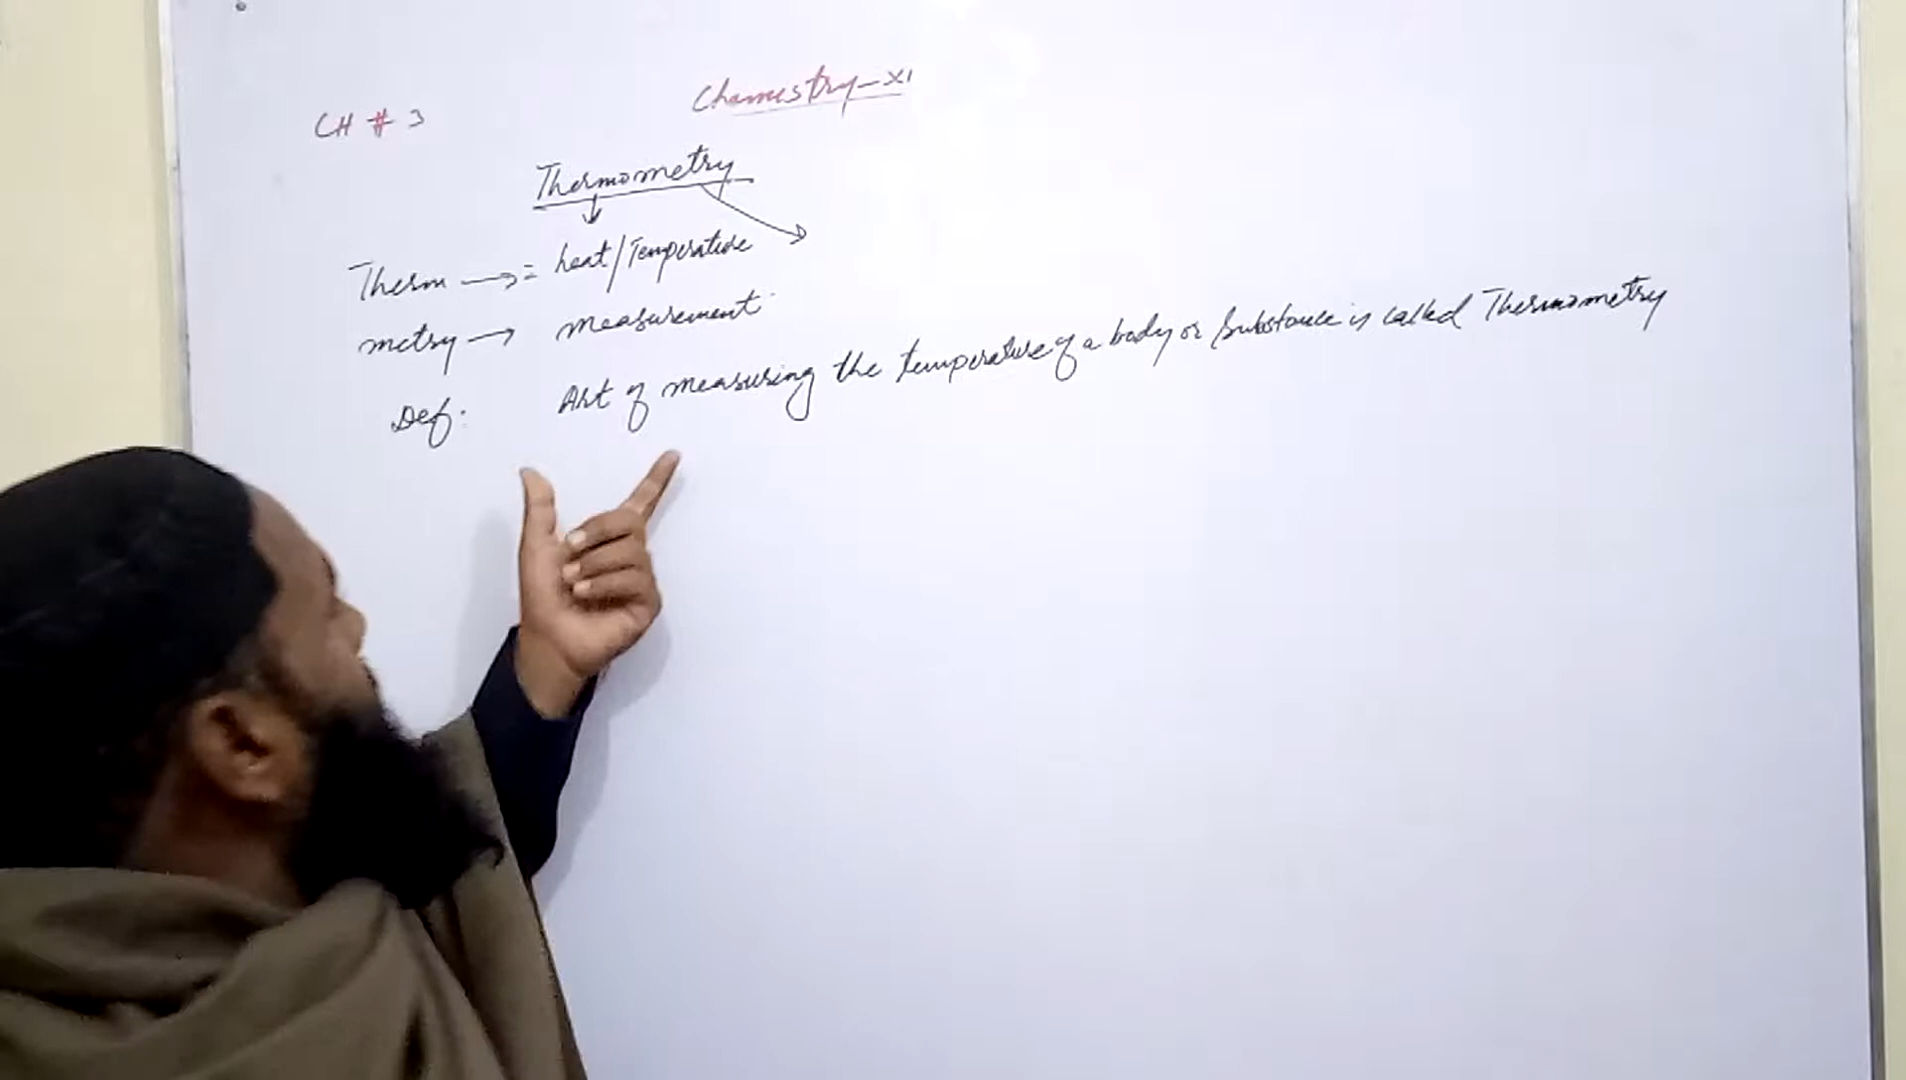 Chamestry-XI
CH # 3
Thermometry
Therm → = heat/Temperature
metry → measurement
Def: Art of measuring the temperature of a body or Substance is called Thermometry